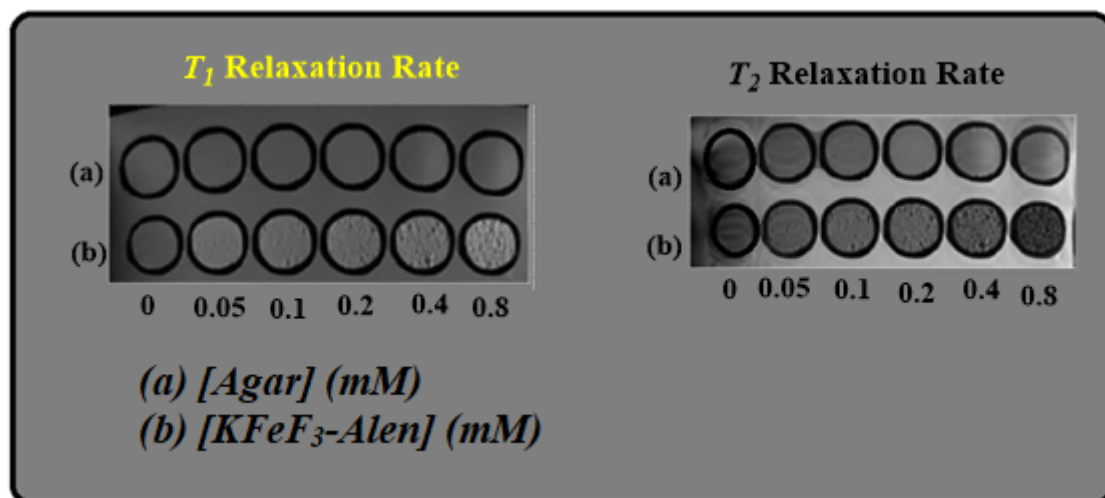 T₁ Relaxation Rate
T₂ Relaxation Rate
(a)
(b)
0 0.05 0.1 0.2 0.4 0.8
(a)
(b)
0 0.05 0.1 0.2 0.4 0.8
(a) [Agar] (mM)
(b) [KFeF₃-Alen] (mM)